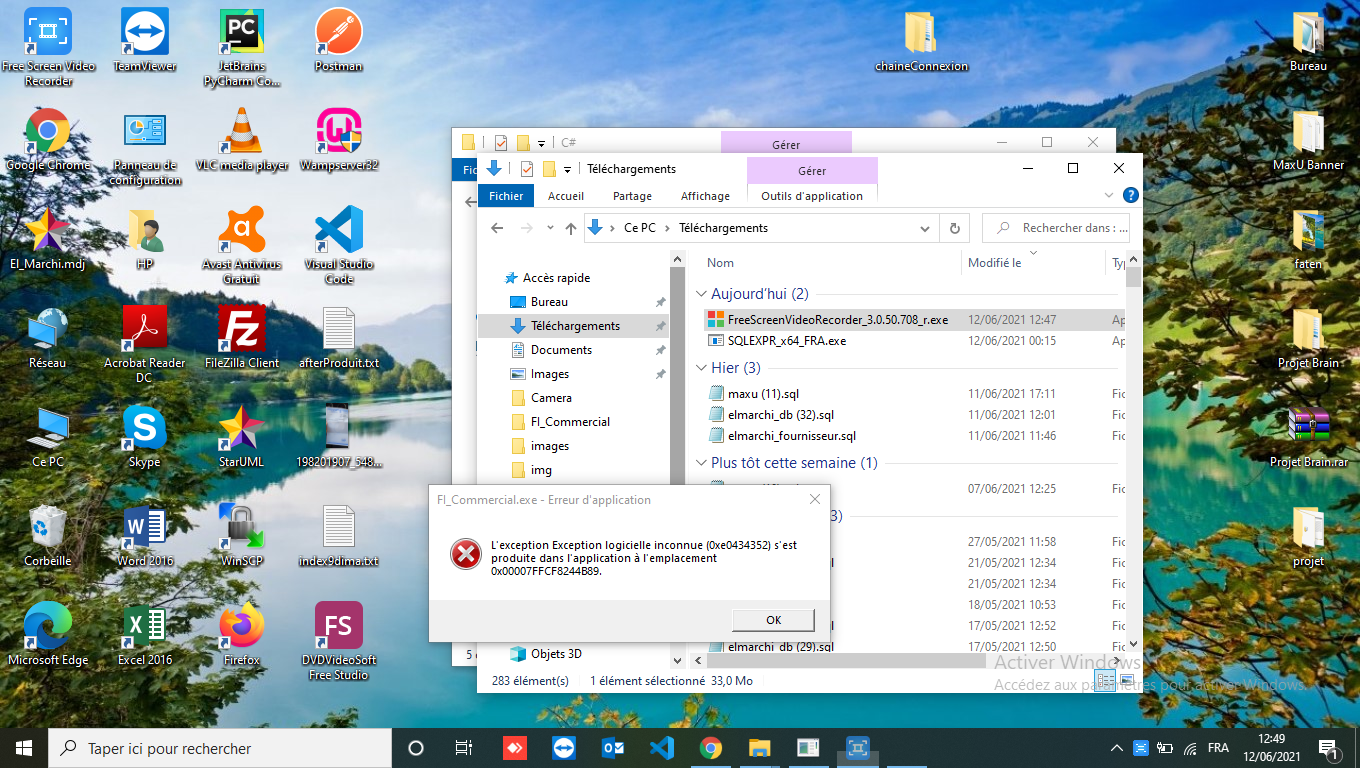 Free Screen Video Recorder
TeamViewer
JetBrains PyCharm Co...
Postman
Google Chrome
Panneau de configuration
VLC media player
Wampserver32
El_Marchi.mdj
HP
Avast Antivirus Gratuit
Visual Studio Code
Réseau
Acrobat Reader DC
FileZilla Client
afterProduit.txt
Ce PC
Skype
StarUML
198201907_548...
Corbeille
Word 2016
WinSCP
index9dima.txt
Microsoft Edge
Excel 2016
Firefox
DVDVideoSoft Free Studio
chaineConnexion
Bureau
MaxU Banner
faten
Projet Brain
Projet Brain.rar
projet
C#
Gérer
Téléchargements
Gérer
Fichier
Accueil
Partage
Affichage
Outils d'application
Ce PC
Téléchargements
Rechercher dans : ...
Accès rapide
Bureau
Téléchargements
Documents
Images
Camera
FI_Commercial
images
img
Objets 3D
Nom
Modifié le
Aujourd'hui (2)
FreeScreenVideoRecorder_3.0.50.708_r.exe 12/06/2021 12:47
SQLEXPR_x64_FRA.exe 12/06/2021 00:15
Hier (3)
maxu (11).sql 11/06/2021 17:11 Fic
elmarchi_db (32).sql 11/06/2021 12:01 Fic
elmarchi_fournisseur.sql 11/06/2021 11:46 Fic
Plus tôt cette semaine (1)
07/06/2021 12:25 Fic
3)
27/05/2021 11:58 Fic
21/05/2021 12:34 Fic
21/05/2021 12:34 Fic
18/05/2021 10:53 Fic
17/05/2021 12:52 Fic
elmarchi_db (29).sql 17/05/2021 12:50 Fic
283 élément(s)
1 élément sélectionné 33,0 Mo
FI_Commercial.exe - Erreur d'application
L'exception Exception logicielle inconnue (0xe0434352) s'est
produite dans l'application à l'emplacement
0x00007FFCF8244B89.
OK
Activer Windows
Accédez aux paramètres pour activer Windows.
Taper ici pour rechercher
FRA
12:49
12/06/2021
1